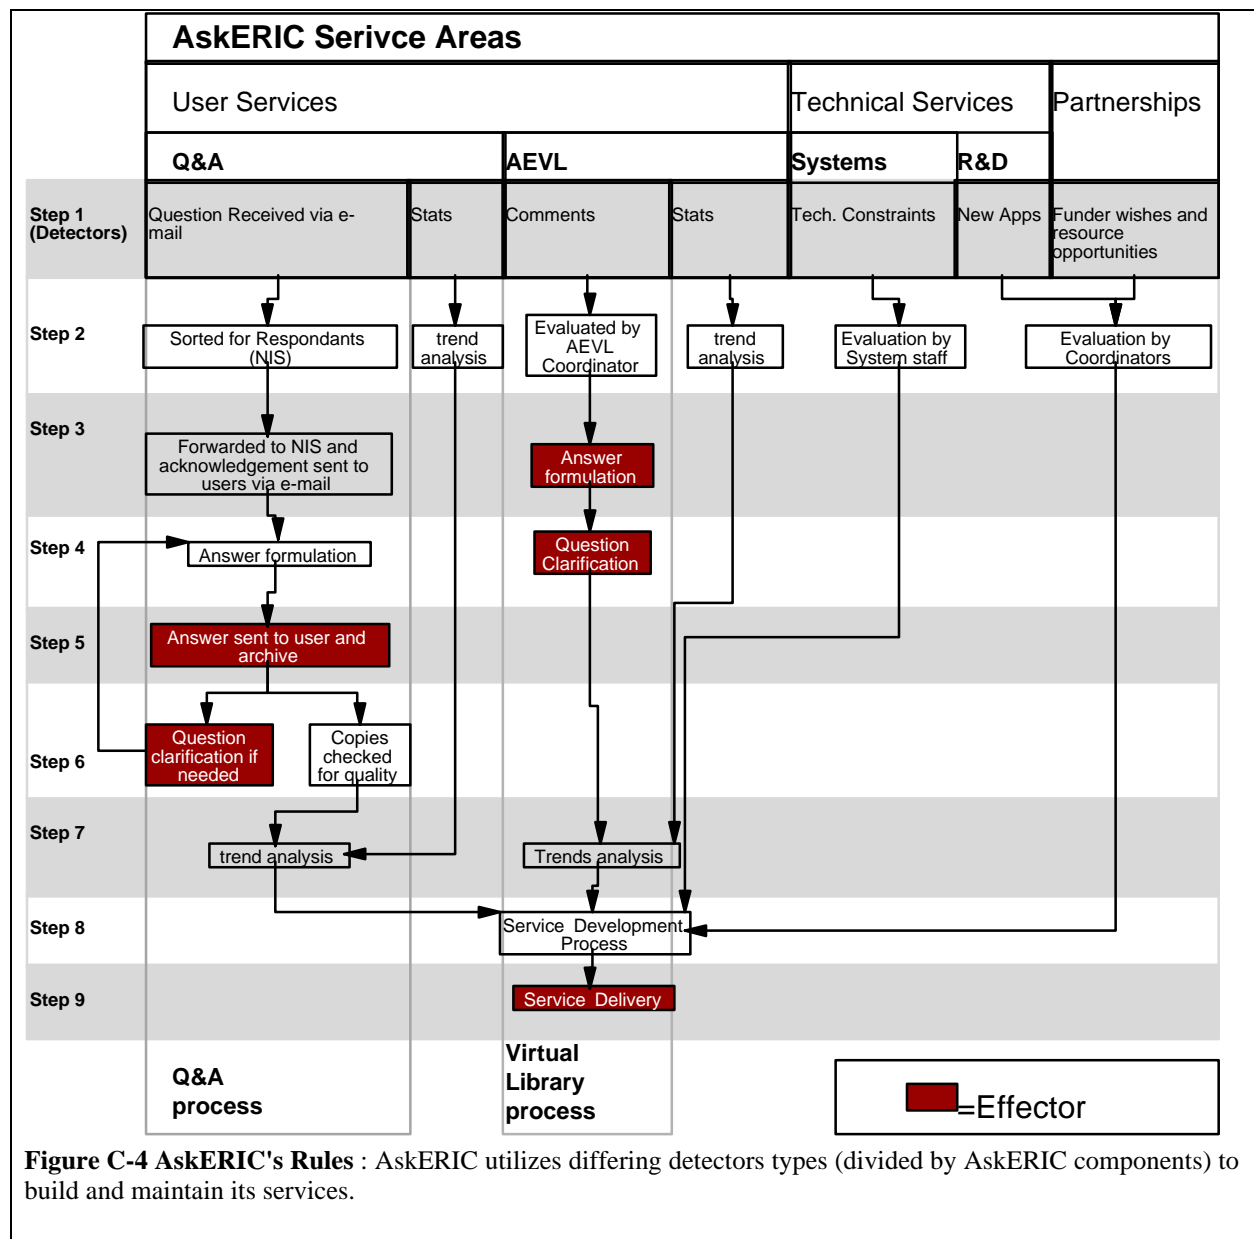 AskERIC Serivce Areas
User Services
Technical Services
Partnerships
Q&A
AEVL
Systems
R&D
Step 1
(Detectors)
Question Received via e-
mail
Stats
Comments
Stats
Tech. Constraints
New Apps
Funder wishes and
resource
opportunities
Step 2
Sorted for Respondants
(NIS)
trend
analysis
Evaluated by
AEVL
Coordinator
trend
analysis
Evaluation by
System staff
Evaluation by
Coordinators
Step 3
Forwarded to NIS and
acknowledgement sent to
users via e-mail
Answer
formulation
Step 4
Answer formulation
Question
Clarification
Step 5
Answer sent to user and
archive
Step 6
Question
clarification if
needed
Copies
checked
for quality
Step 7
trend analysis
Trends analysis
Step 8
Service Development
Process
Step 9
Service Delivery
Q&A
process
Virtual
Library
process
=Effector
Figure C-4 AskERIC's Rules : AskERIC utilizes differing detectors types (divided by AskERIC components) to
build and maintain its services.